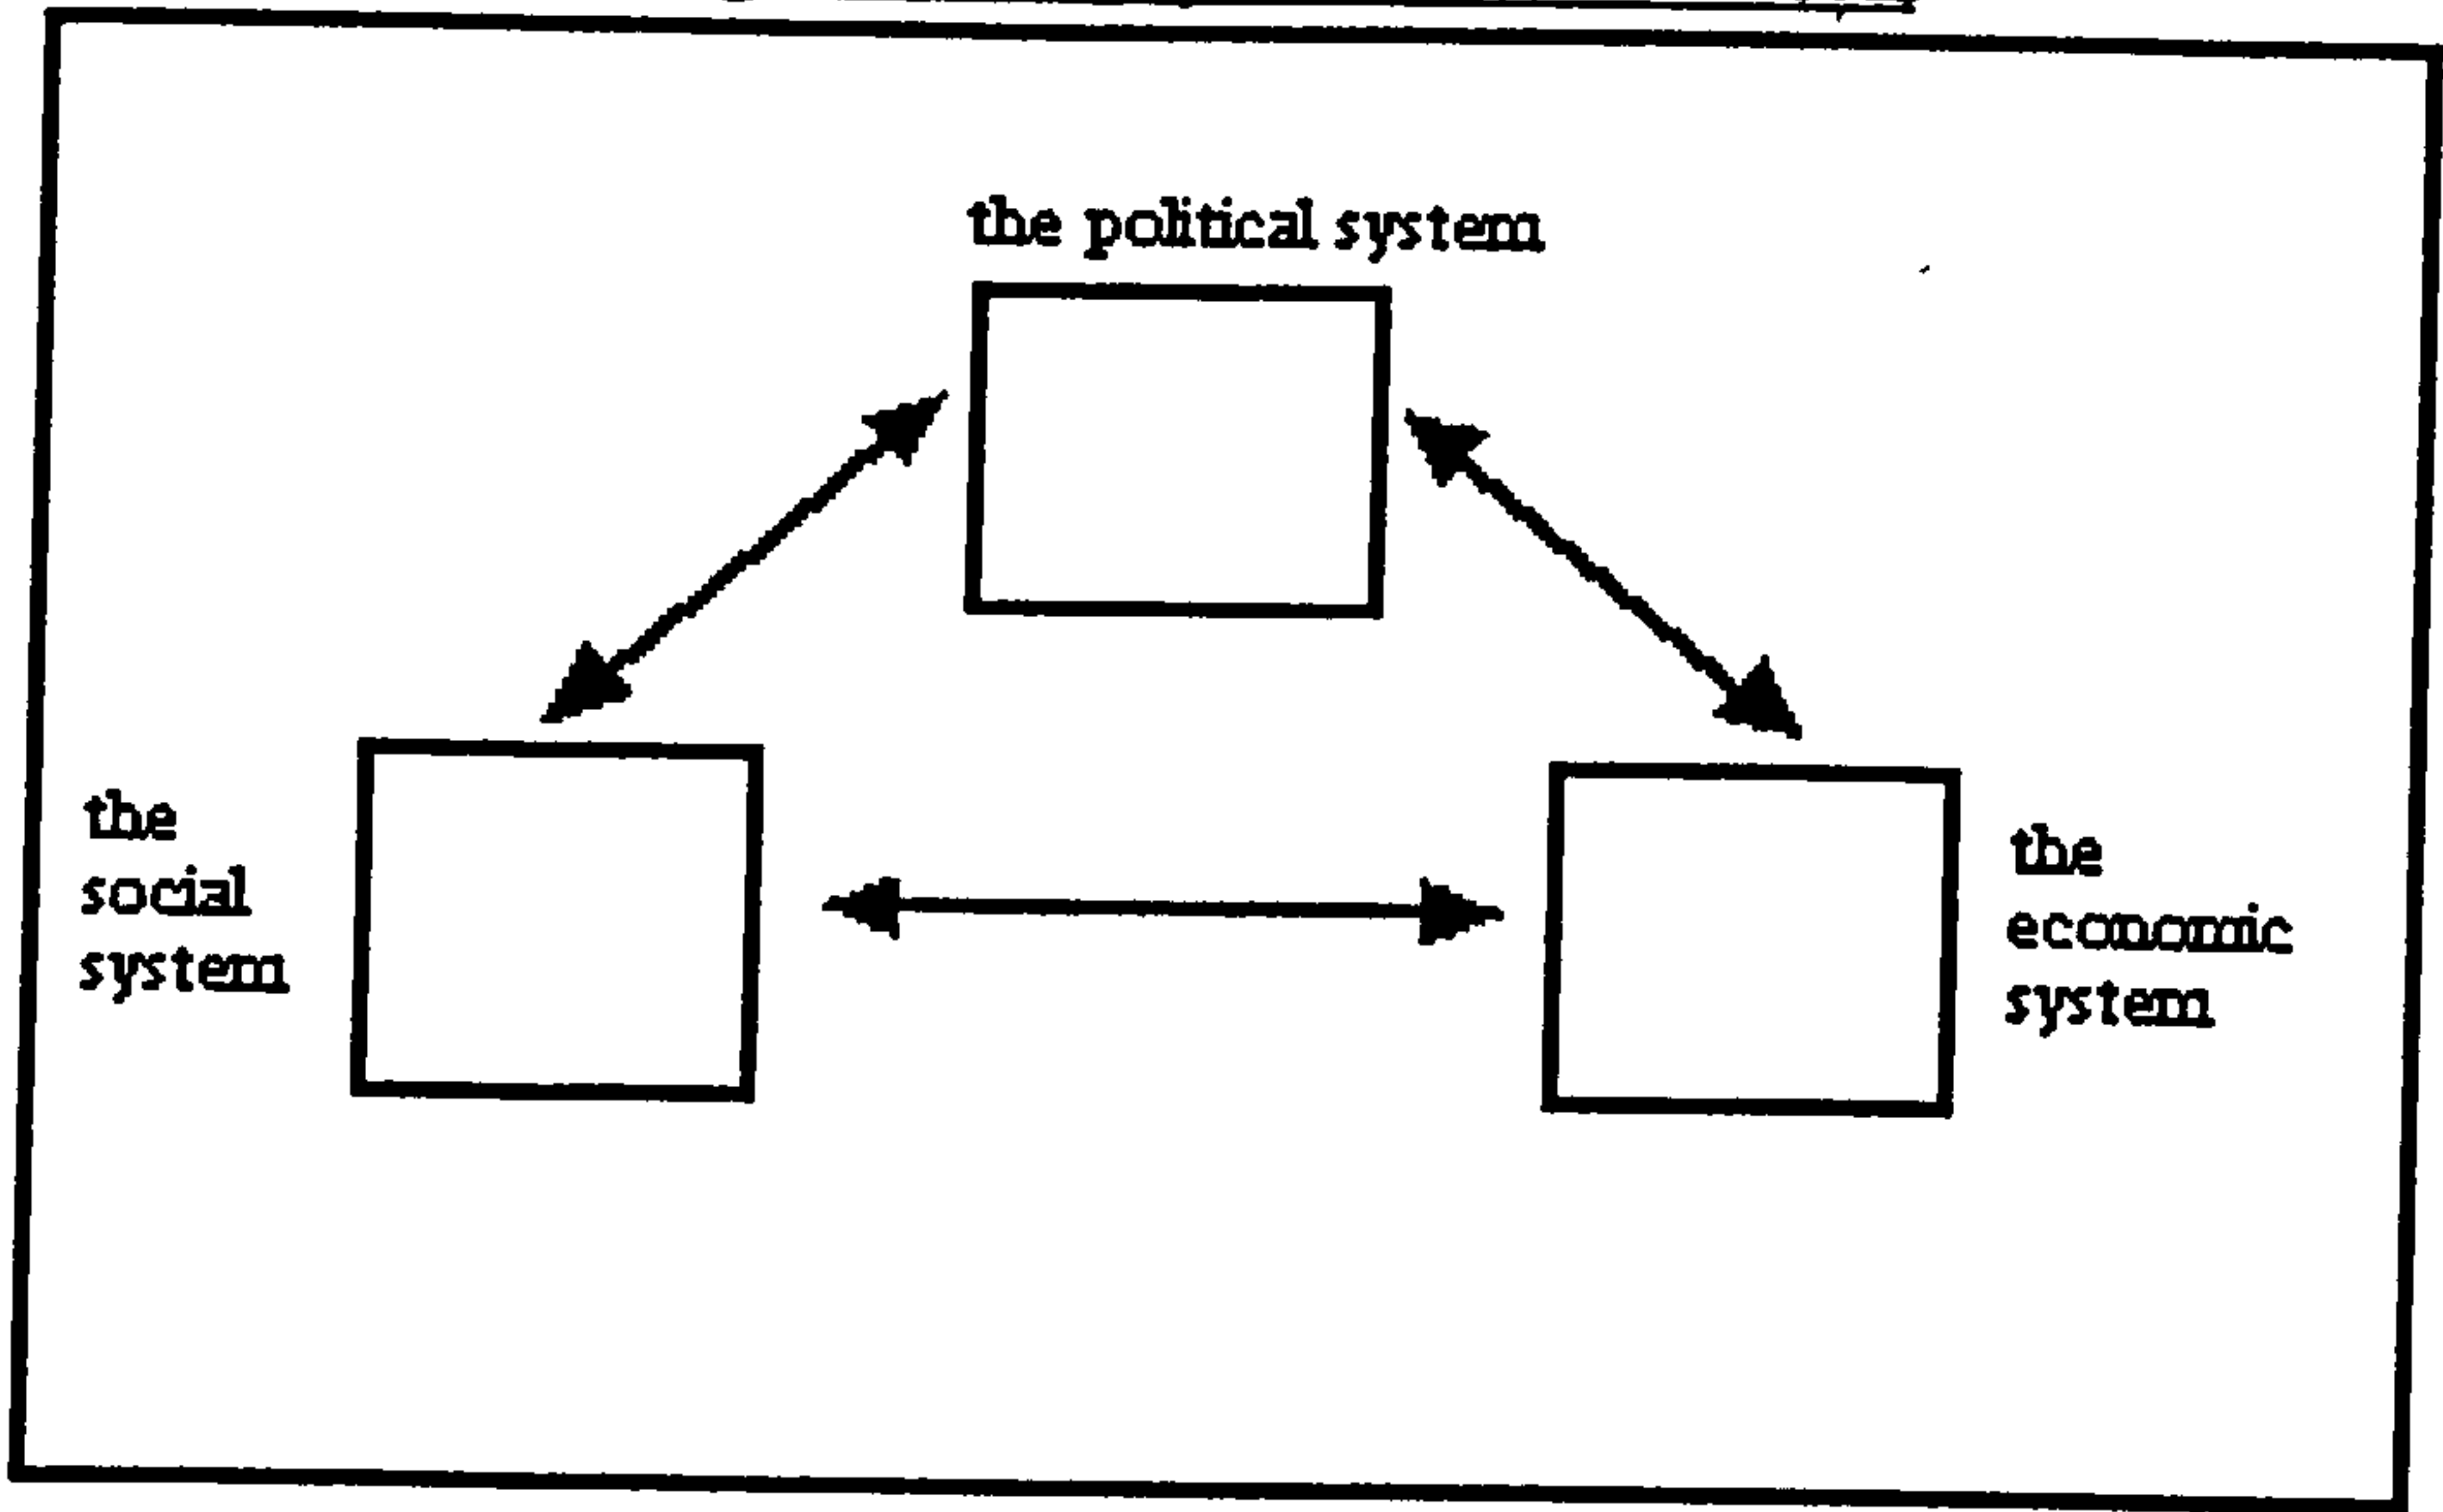 the political system
the
social
system
the
economic
system